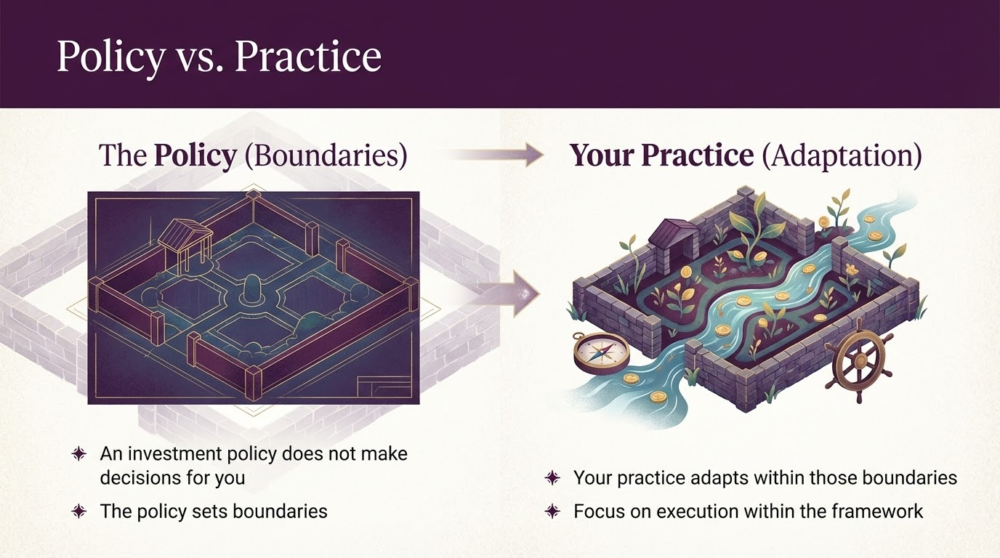 Policy vs. Practice
The Policy (Boundaries)
An investment policy does not make
decisions for you
The policy sets boundaries
Your Practice (Adaptation)
Your practice adapts within those boundaries
Focus on execution within the framework